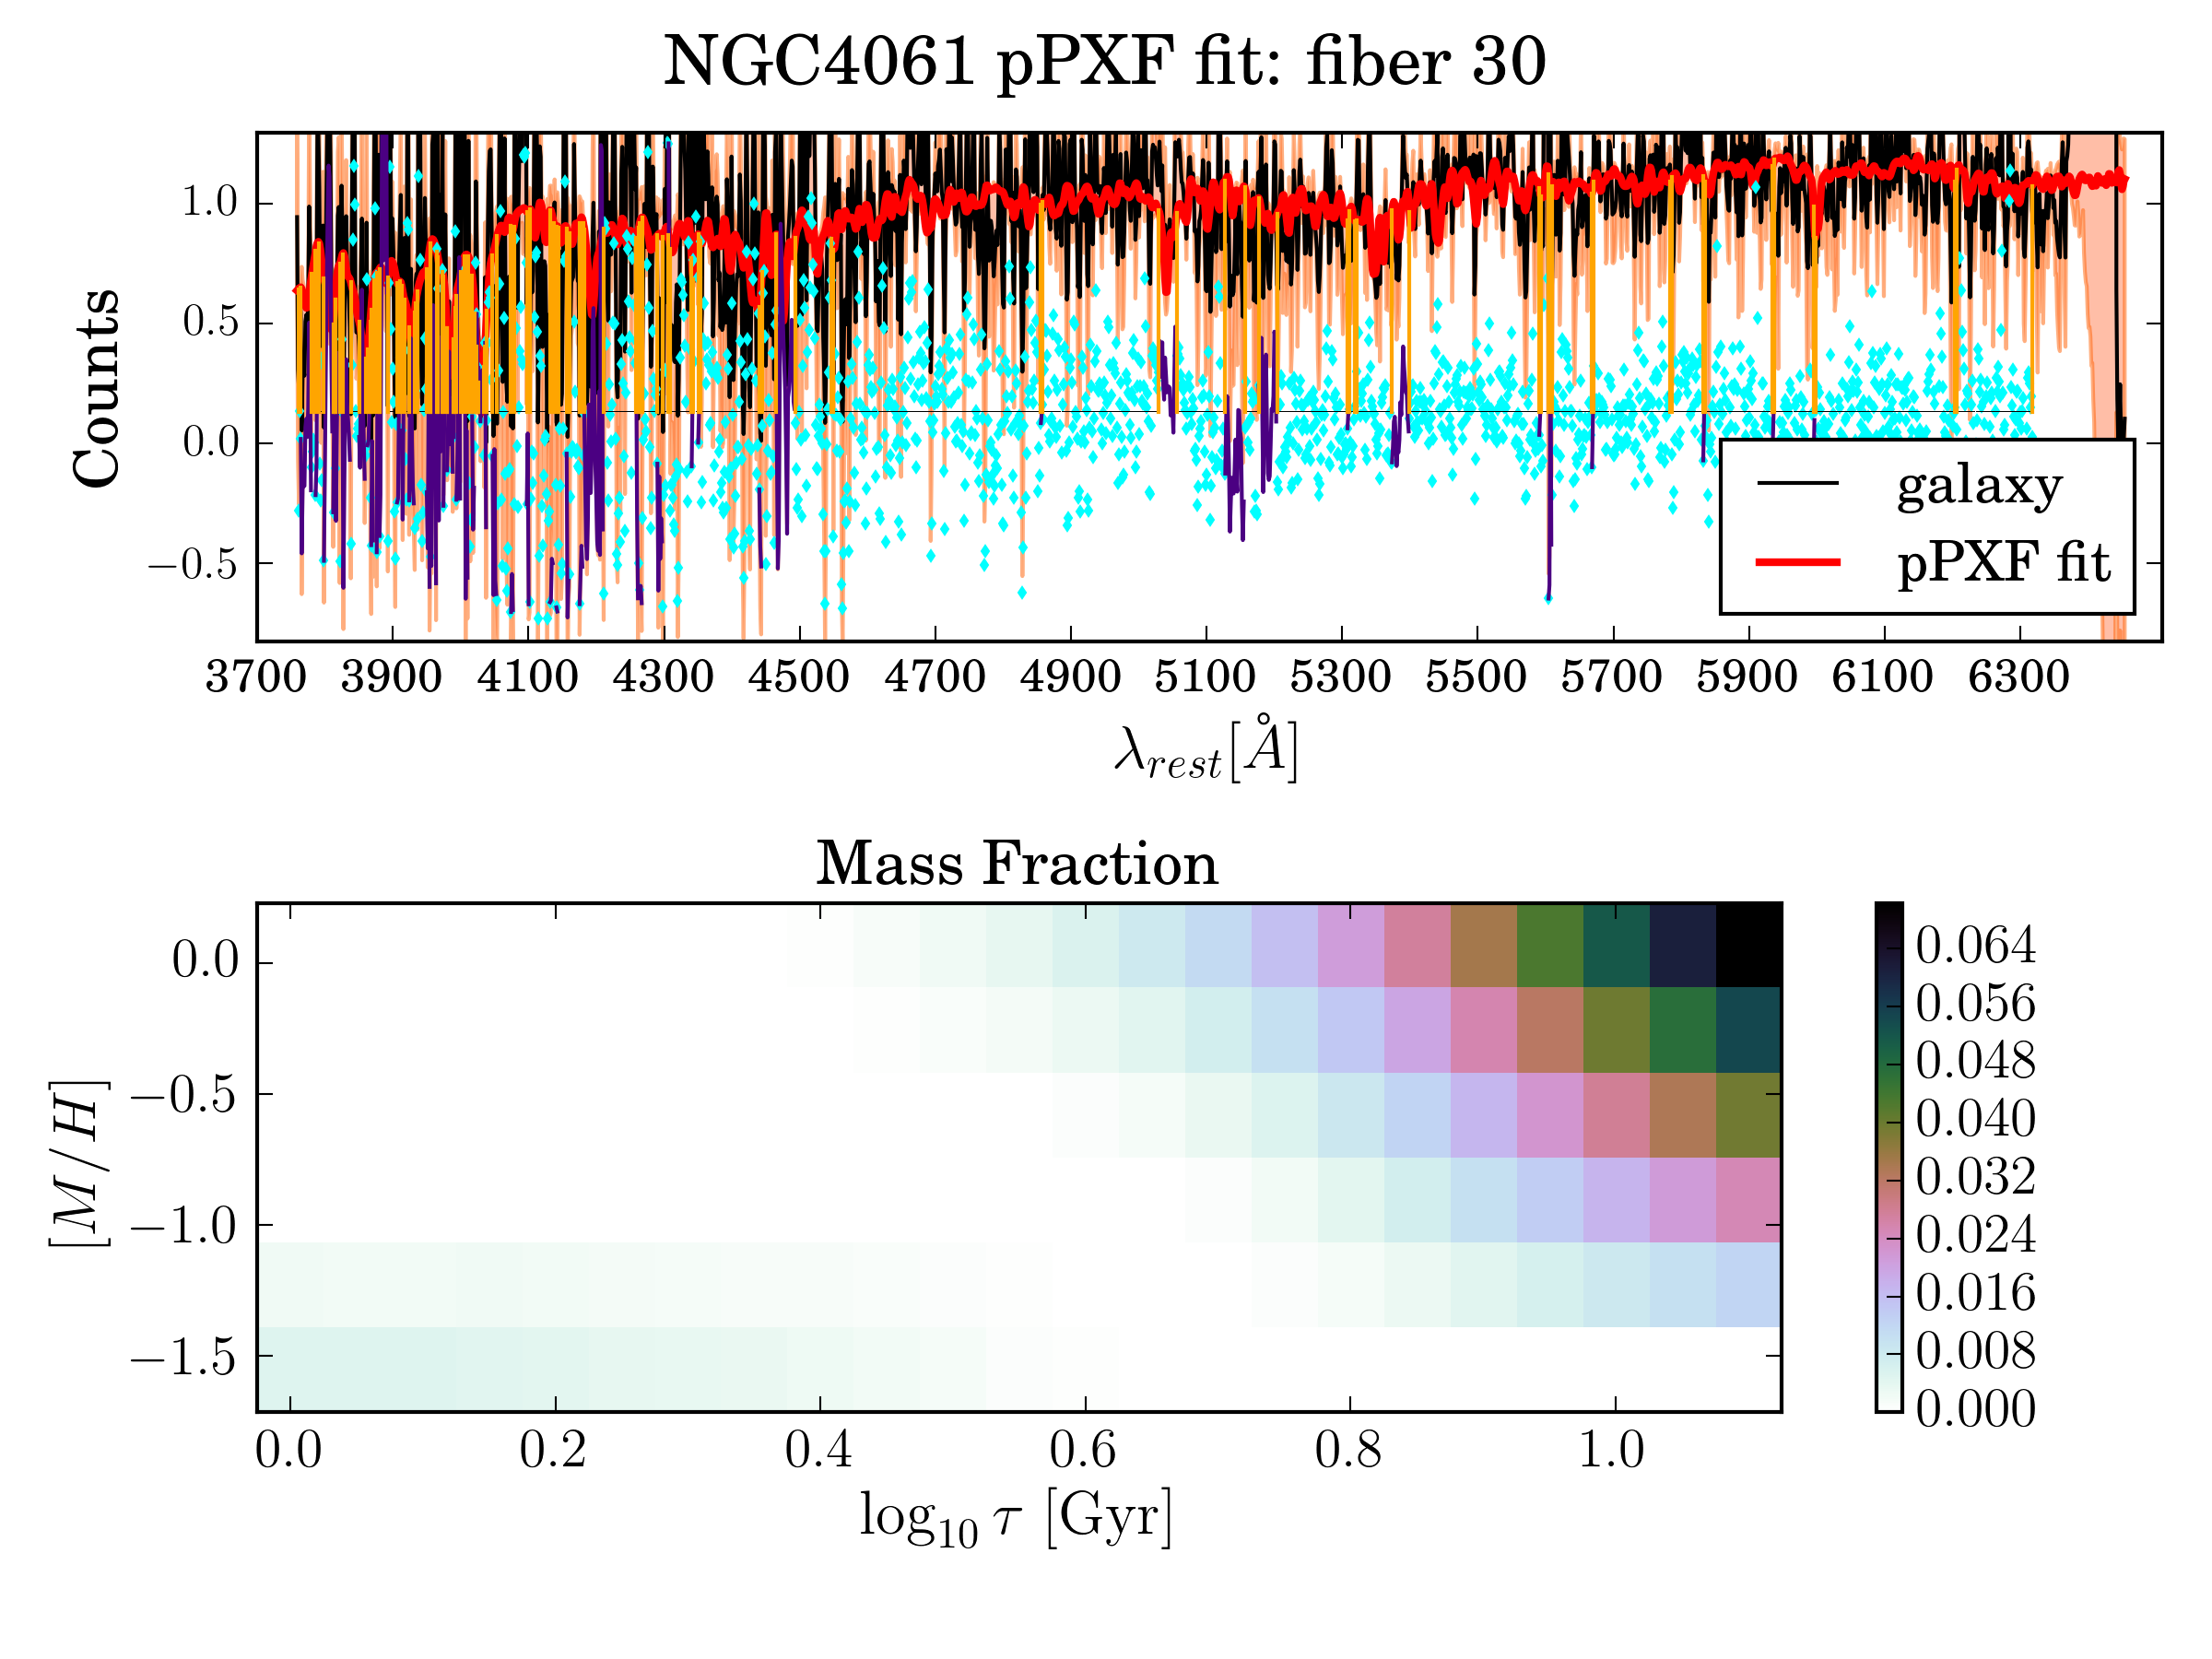 NGC4061 pPXF fit: fiber 30
Counts
1.0
0.5
0.0
−0.5
galaxy
pPXF fit
3700 3900 4100 4300 4500 4700 4900 5100 5300 5500 5700 5900 6100 6300
λrest[Å]
Mass Fraction
[M/H]
0.0
−0.5
−1.0
−1.5
0.0 0.2 0.4 0.6 0.8 1.0
log10 τ [Gyr]
0.064
0.056
0.048
0.040
0.032
0.024
0.016
0.008
0.000